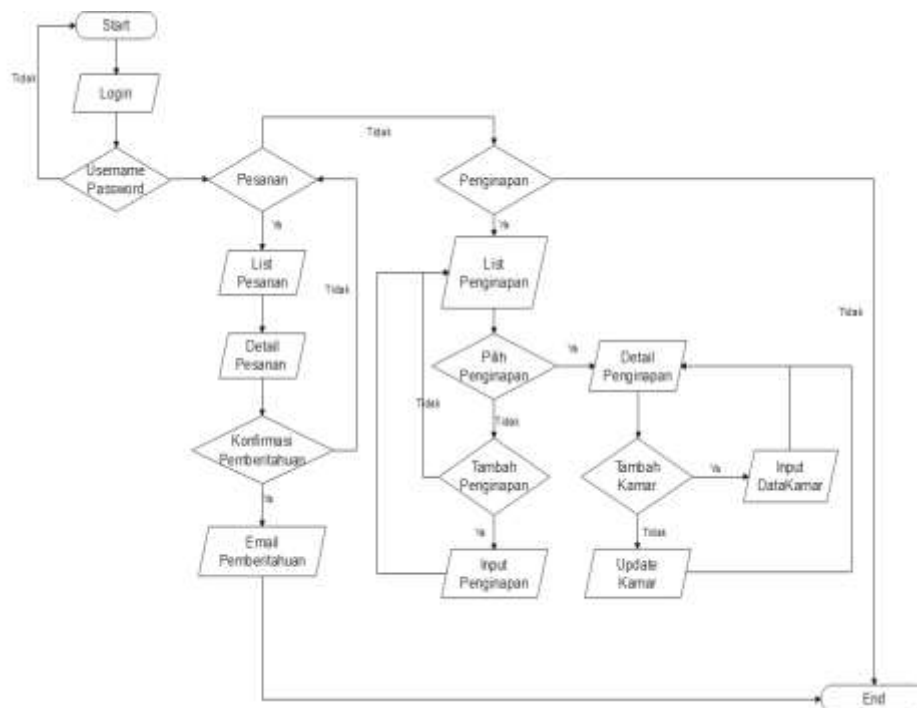 Start
Tidak
Login
Tidak
Username
Password
Pesanan
Penginapan
Ya
Ya
List
Pesanan
List
Penginapan
Tidak
Tidak
Detail
Pesanan
Pilih
Penginapan
Ya
Detail
Penginapan
Tidak
Tidak
Konfirmasi
Pemberitahuan
Tambah
Penginapan
Tambah
Kamar
Ya
Input
DataKamar
Ya
Ya
Tidak
Email
Pemberitahuan
Input
Penginapan
Update
Kamar
End